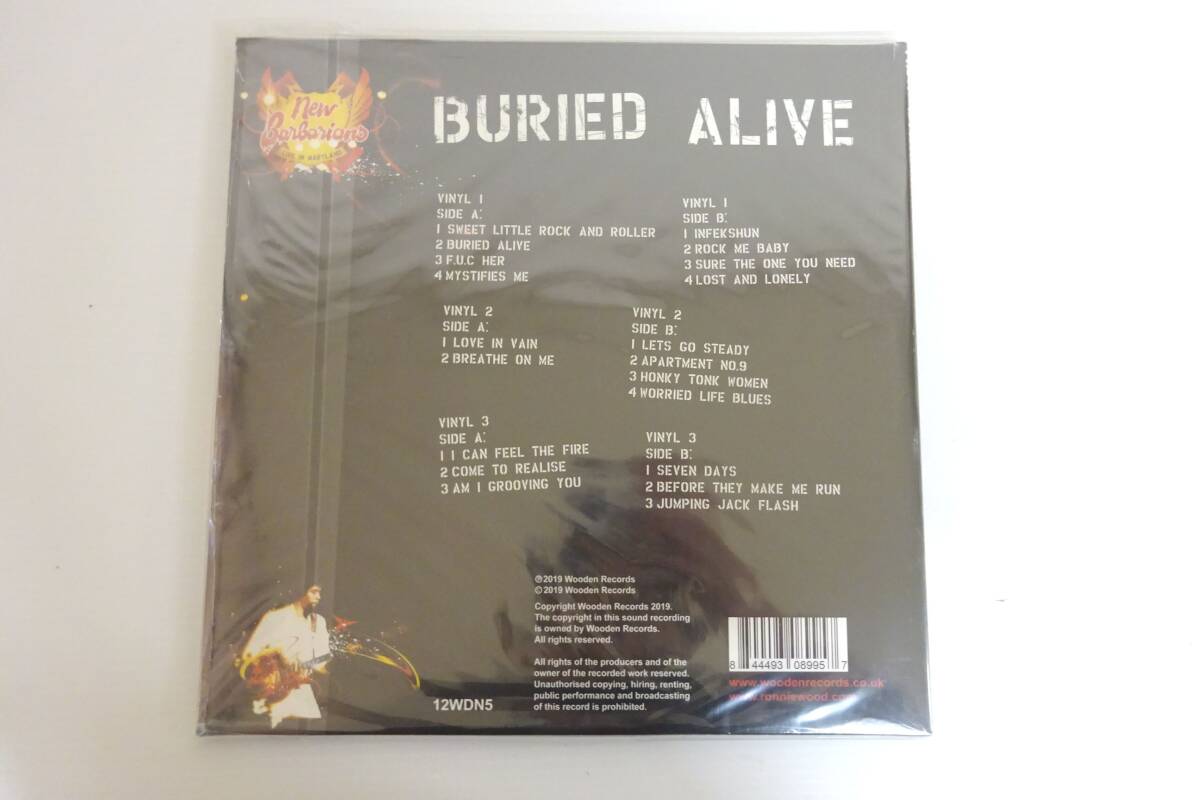 New
Barbarians
LIVE IN MARYLAND
BURIED ALIVE
VINYL 1
SIDE A:
1 SWEET LITTLE ROCK AND ROLLER
2 BURIED ALIVE
3 F.U.C HER
4 MYSTIFIES ME
VINYL 1
SIDE B:
1 INFEKSHUN
2 ROCK ME BABY
3 SURE THE ONE YOU NEED
4 LOST AND LONELY
VINYL 2
SIDE A:
1 LOVE IN VAIN
2 BREATHE ON ME
VINYL 2
SIDE B:
1 LETS GO STEADY
2 APARTMENT NO.9
3 HONKY TONK WOMEN
4 WORRIED LIFE BLUES
VINYL 3
SIDE A:
1 I CAN FEEL THE FIRE
2 COME TO REALISE
3 AM I GROOVING YOU
VINYL 3
SIDE B:
1 SEVEN DAYS
2 BEFORE THEY MAKE ME RUN
3 JUMPING JACK FLASH
℗2019 Wooden Records
©2019 Wooden Records
Copyright Wooden Records 2019.
The copyright in this sound recording
is owned by Wooden Records.
All rights reserved.
All rights of the producers and of the
owner of the recorded work reserved.
Unauthorised copying, hiring, renting,
public performance and broadcasting
of this record is prohibited.
12WDN5
8 44493 08995 7
www.woodenrecords.co.uk
www.ronniewood.com